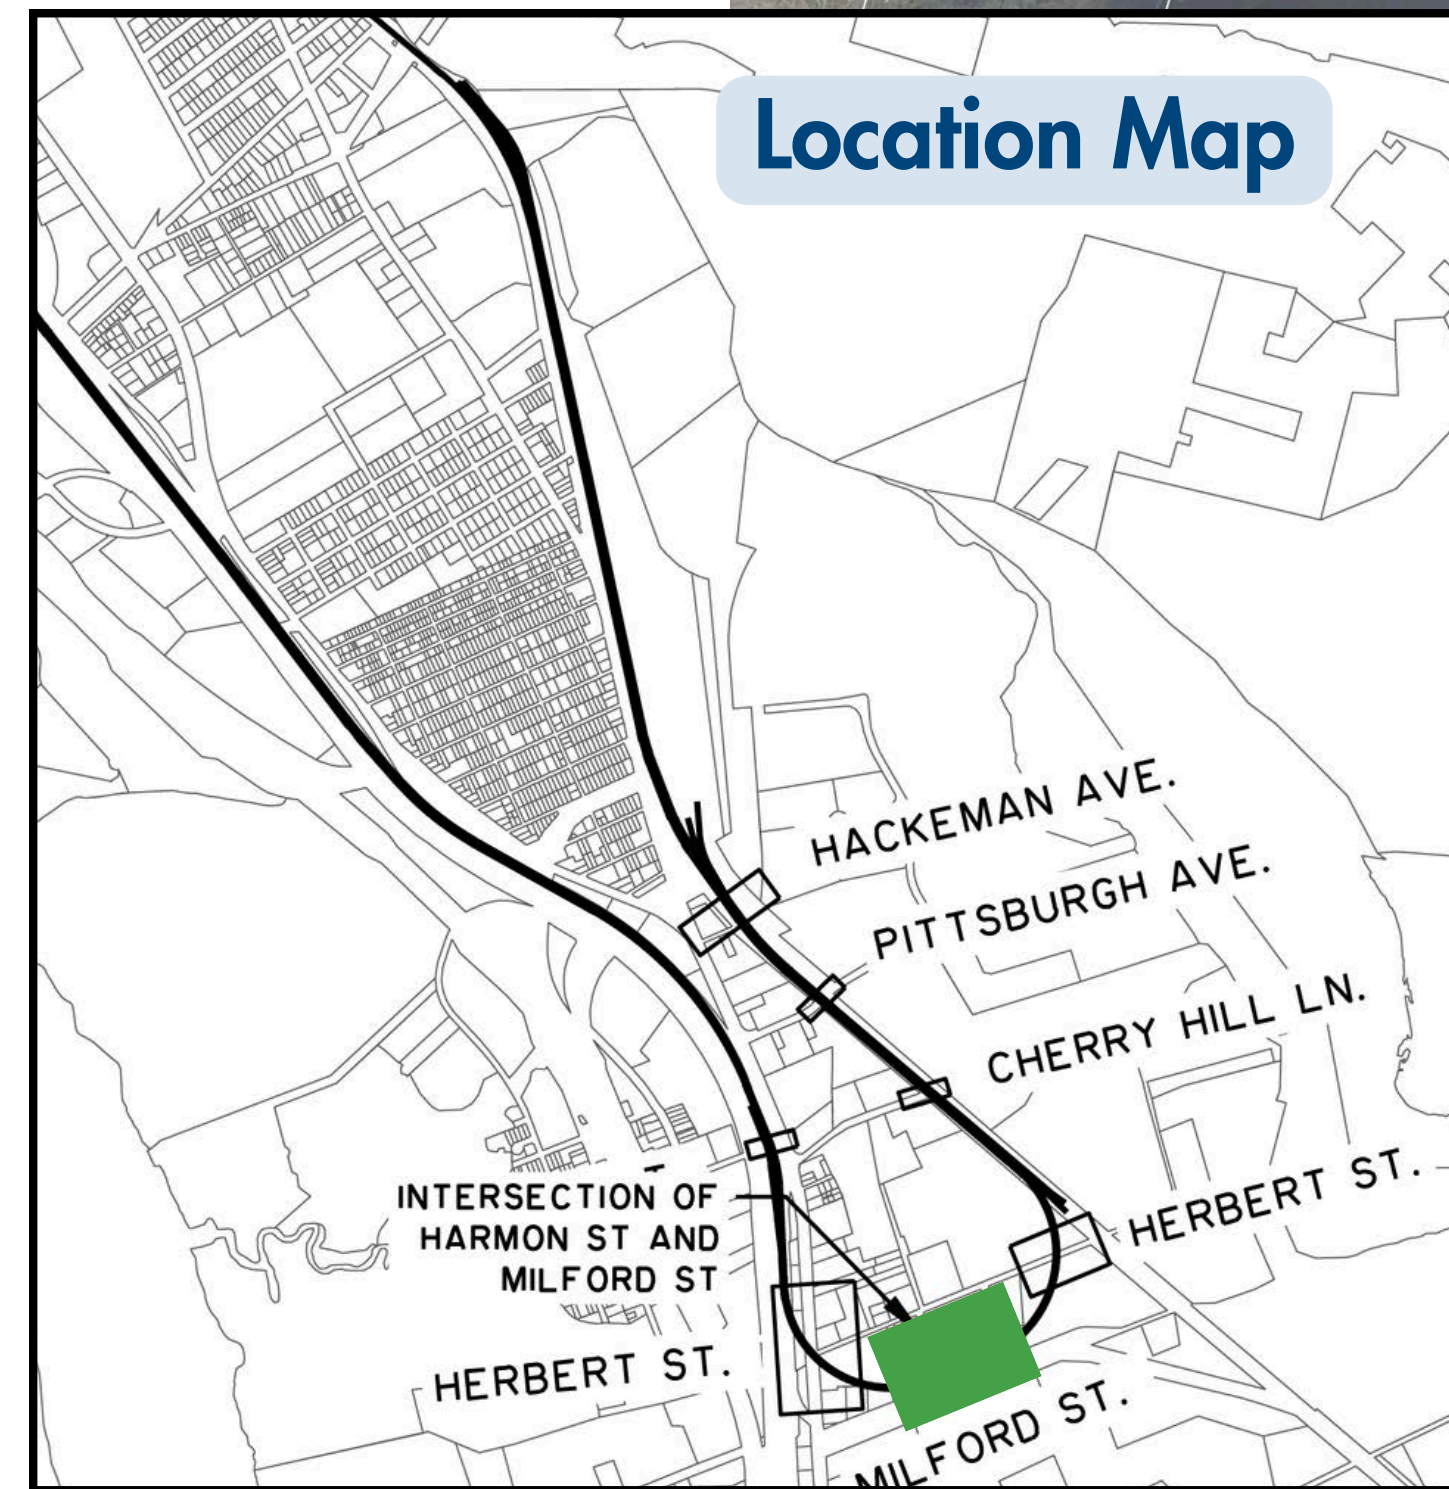 Location Map
HACKEMAN AVE.
PITTSBURGH AVE.
CHERRY HILL LN.
HERBERT ST.
INTERSECTION OF
HARMON ST AND
MILFORD ST
HERBERT ST.
MILFORD ST.